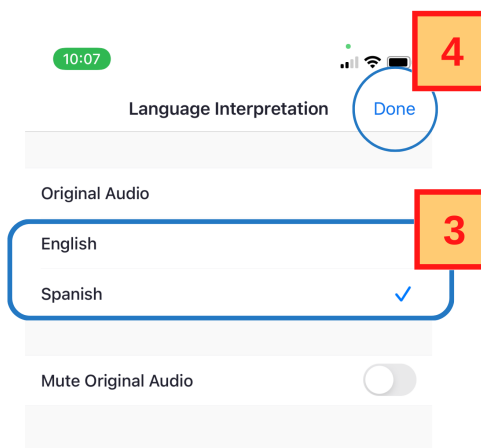 4
10:07
Language Interpretation Done
Original Audio
3
English
Spanish
Mute Original Audio